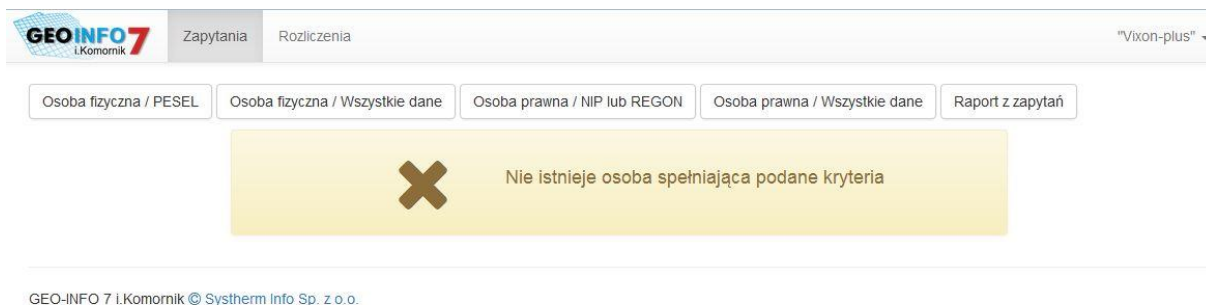 GEOINFO 7
i.Komornik
Zapytania
Rozliczenia
"Vixon-plus"
Osoba fizyczna / PESEL
Osoba fizyczna / Wszystkie dane
Osoba prawna / NIP lub REGON
Osoba prawna / Wszystkie dane
Raport z zapytań
Nie istnieje osoba spełniająca podane kryteria
GEO-INFO 7 i.Komornik © Systherm Info Sp. z o.o.